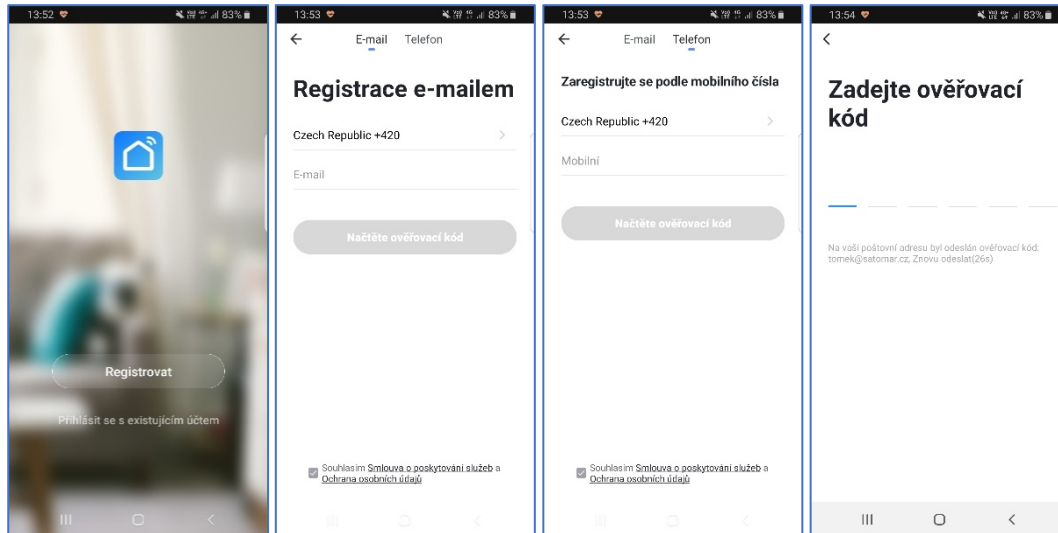 13:52
83%
Registrovat
Přihlásit se s existujícím účtem
13:53
83%
E-mail Telefon
Registrace e-mailem
Czech Republic +420
E-mail
Načtěte ověřovací kód
Souhlasím Smlouva o poskytování služeb a
Ochrana osobních údajů
13:53
83%
E-mail Telefon
Zaregistrujte se podle mobilního čísla
Czech Republic +420
Mobilní
Načtěte ověřovací kód
Souhlasím Smlouva o poskytování služeb a
Ochrana osobních údajů
13:54
83%
Zadejte ověřovací
kód
Na vaši poštovní adresu byl odeslán ověřovací kód:
tomek@satomar.cz, Znovu odeslat(26s)